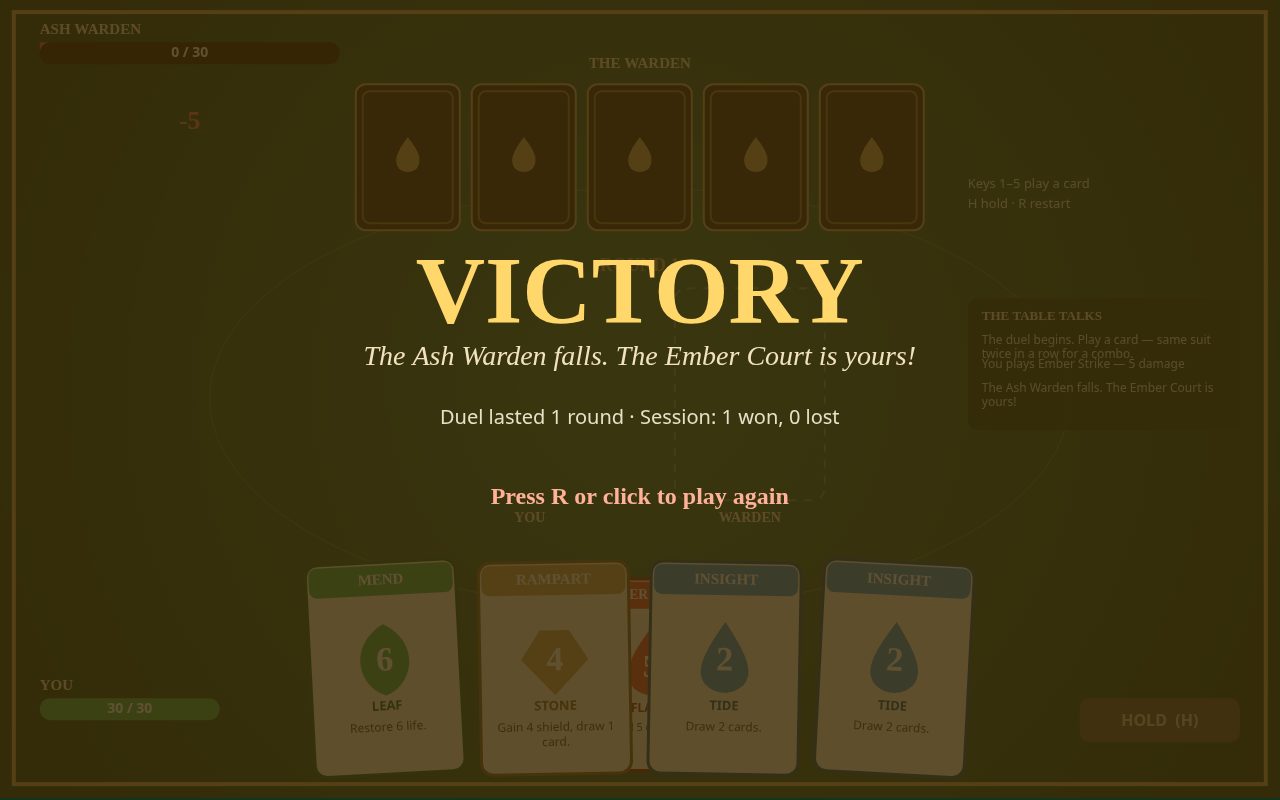 ASH WARDEN
0 / 30
THE WARDEN
-5
Keys 1–5 play a card
H hold · R restart
VICTORY
The Ash Warden falls. The Ember Court is yours!
THE TABLE TALKS
The duel begins. Play a card — same suit
twice in a row for a combo.
You plays Ember Strike — 5 damage
The Ash Warden falls. The Ember Court is
yours!
Duel lasted 1 round · Session: 1 won, 0 lost
Press R or click to play again
YOU
WARDEN
MEND
6
LEAF
Restore 6 life.
RAMPART
4
STONE
Gain 4 shield, draw 1
card.
INSIGHT
2
TIDE
Draw 2 cards.
INSIGHT
2
TIDE
Draw 2 cards.
YOU
30 / 30
HOLD (H)